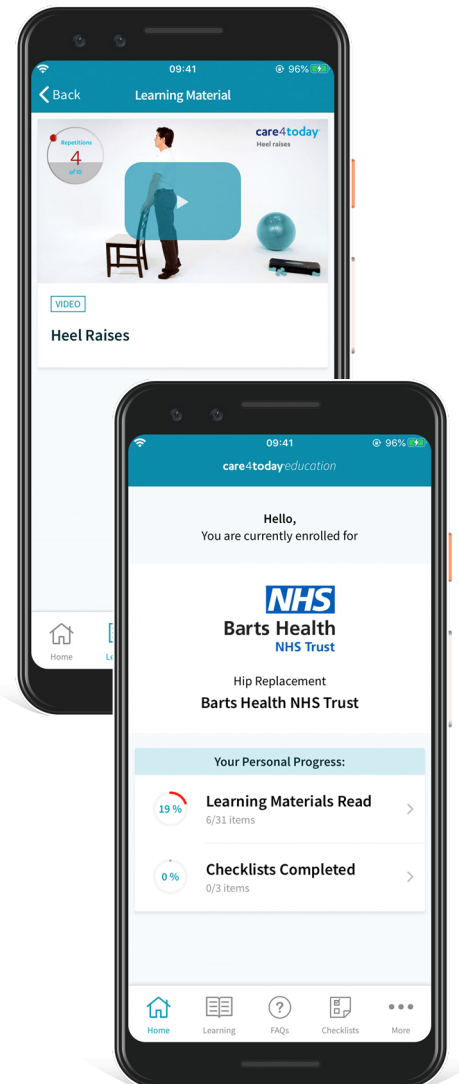 09:41
96%
Back
Learning Material
Repetitions
4
of 10
care4today
Heel raises
VIDEO
Heel Raises
Home
Le
09:41
96%
care4today education
Hello,
You are currently enrolled for
NHS
Barts Health
NHS Trust
Hip Replacement
Barts Health NHS Trust
Your Personal Progress:
19 %
Learning Materials Read
6/31 items
0 %
Checklists Completed
0/3 items
Home
Learning
FAQs
Checklists
More